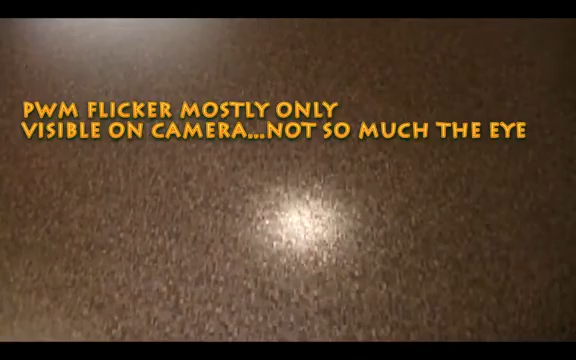 PWM FLICKER MOSTLY ONLY
VISIBLE ON CAMERA...NOT SO MUCH THE EYE